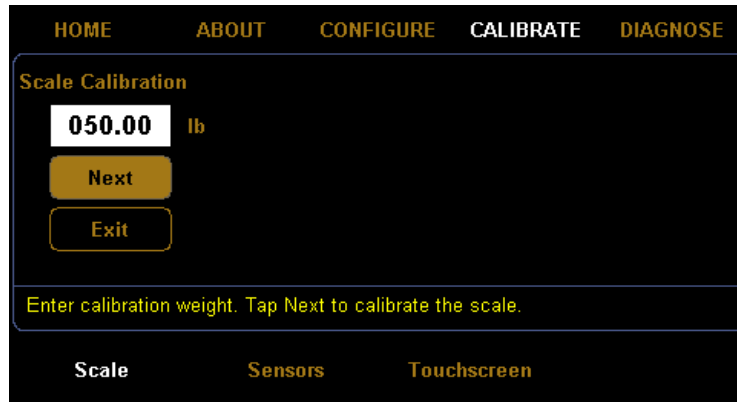 HOME ABOUT CONFIGURE CALIBRATE DIAGNOSE
Scale Calibration
050.00 lb
Next
Exit
Enter calibration weight. Tap Next to calibrate the scale.
Scale Sensors Touchscreen